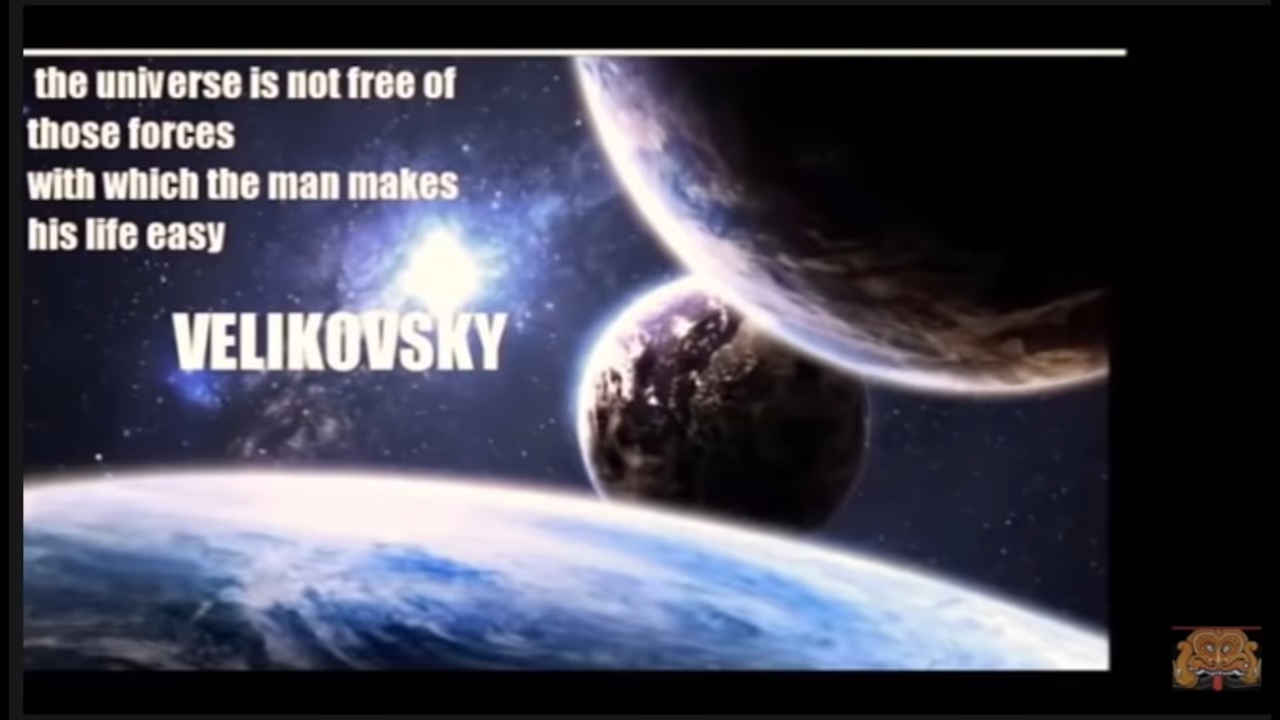 the universe is not free of
those forces
with which the man makes
his life easy
VELIKOVSKY